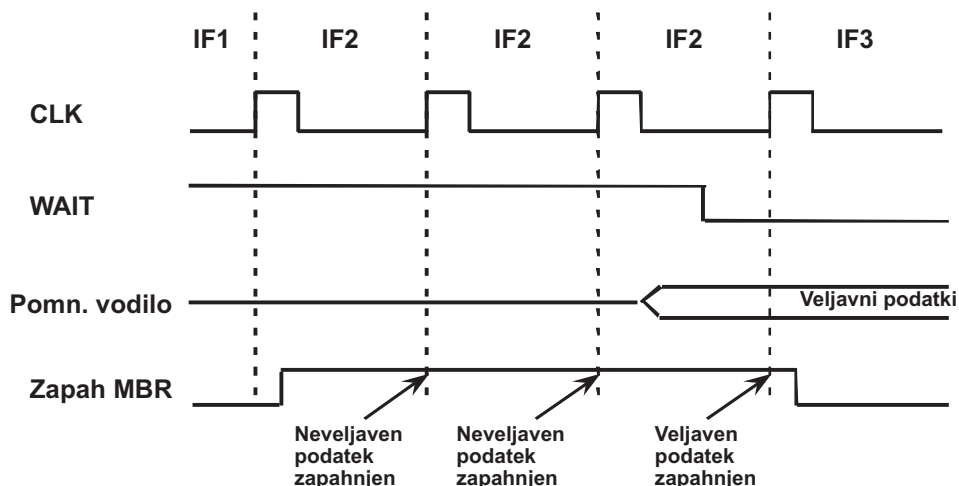 IF1 IF2 IF2 IF2 IF3
CLK
WAIT
Pomn. vodilo
Veljavni podatki
Zapah MBR
Neveljaven
podatek
zapahnjen
Neveljaven
podatek
zapahnjen
Veljaven
podatek
zapahnjen